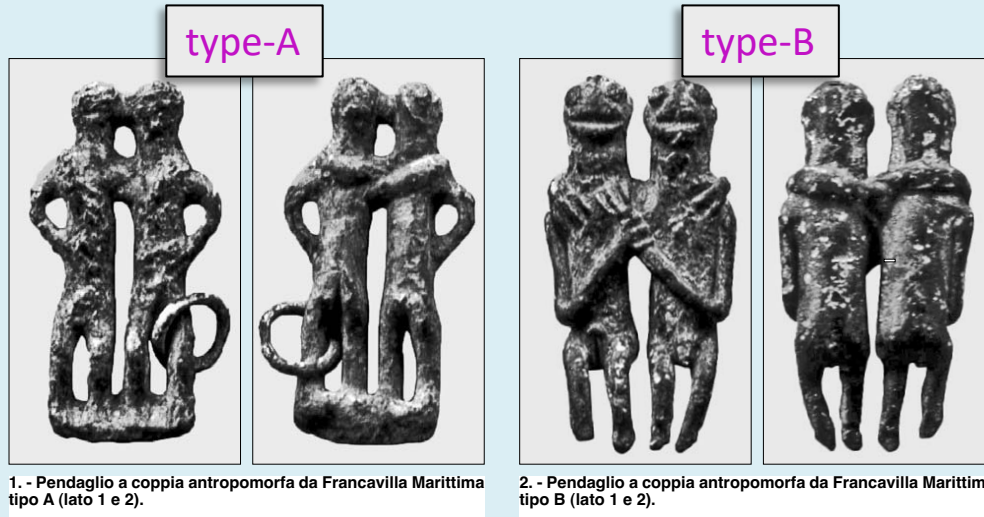 type-A
type-B
1. - Pendaglio a coppia antropomorfa da Francavilla Marittima
tipo A (lato 1 e 2).
2. - Pendaglio a coppia antropomorfa da Francavilla Marittim
tipo B (lato 1 e 2).